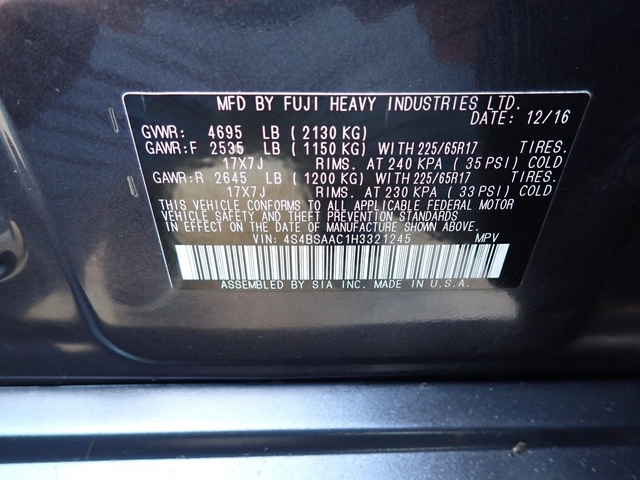 MFD BY FUJI HEAVY INDUSTRIES LTD.
DATE: 12/16
GVWR: 4695 LB (2130 KG)
GAWR:F 2535 LB (1150 KG) WITH 225/65R17 TIRES.
17X7J RIMS. AT 240 KPA (35 PSI) COLD
GAWR:R 2645 LB (1200 KG) WITH 225/65R17 TIRES.
17X7J RIMS. AT 230 KPA (33 PSI) COLD
THIS VEHICLE CONFORMS TO ALL APPLICABLE FEDERAL MOTOR
VEHICLE SAFETY AND THEFT PREVENTION STANDARDS
IN EFFECT ON THE DATE OF MANUFACTURE SHOWN ABOVE.
VIN: 4S4BSAAC1H3321245 MPV
ASSEMBLED BY SIA INC. MADE IN U.S.A.